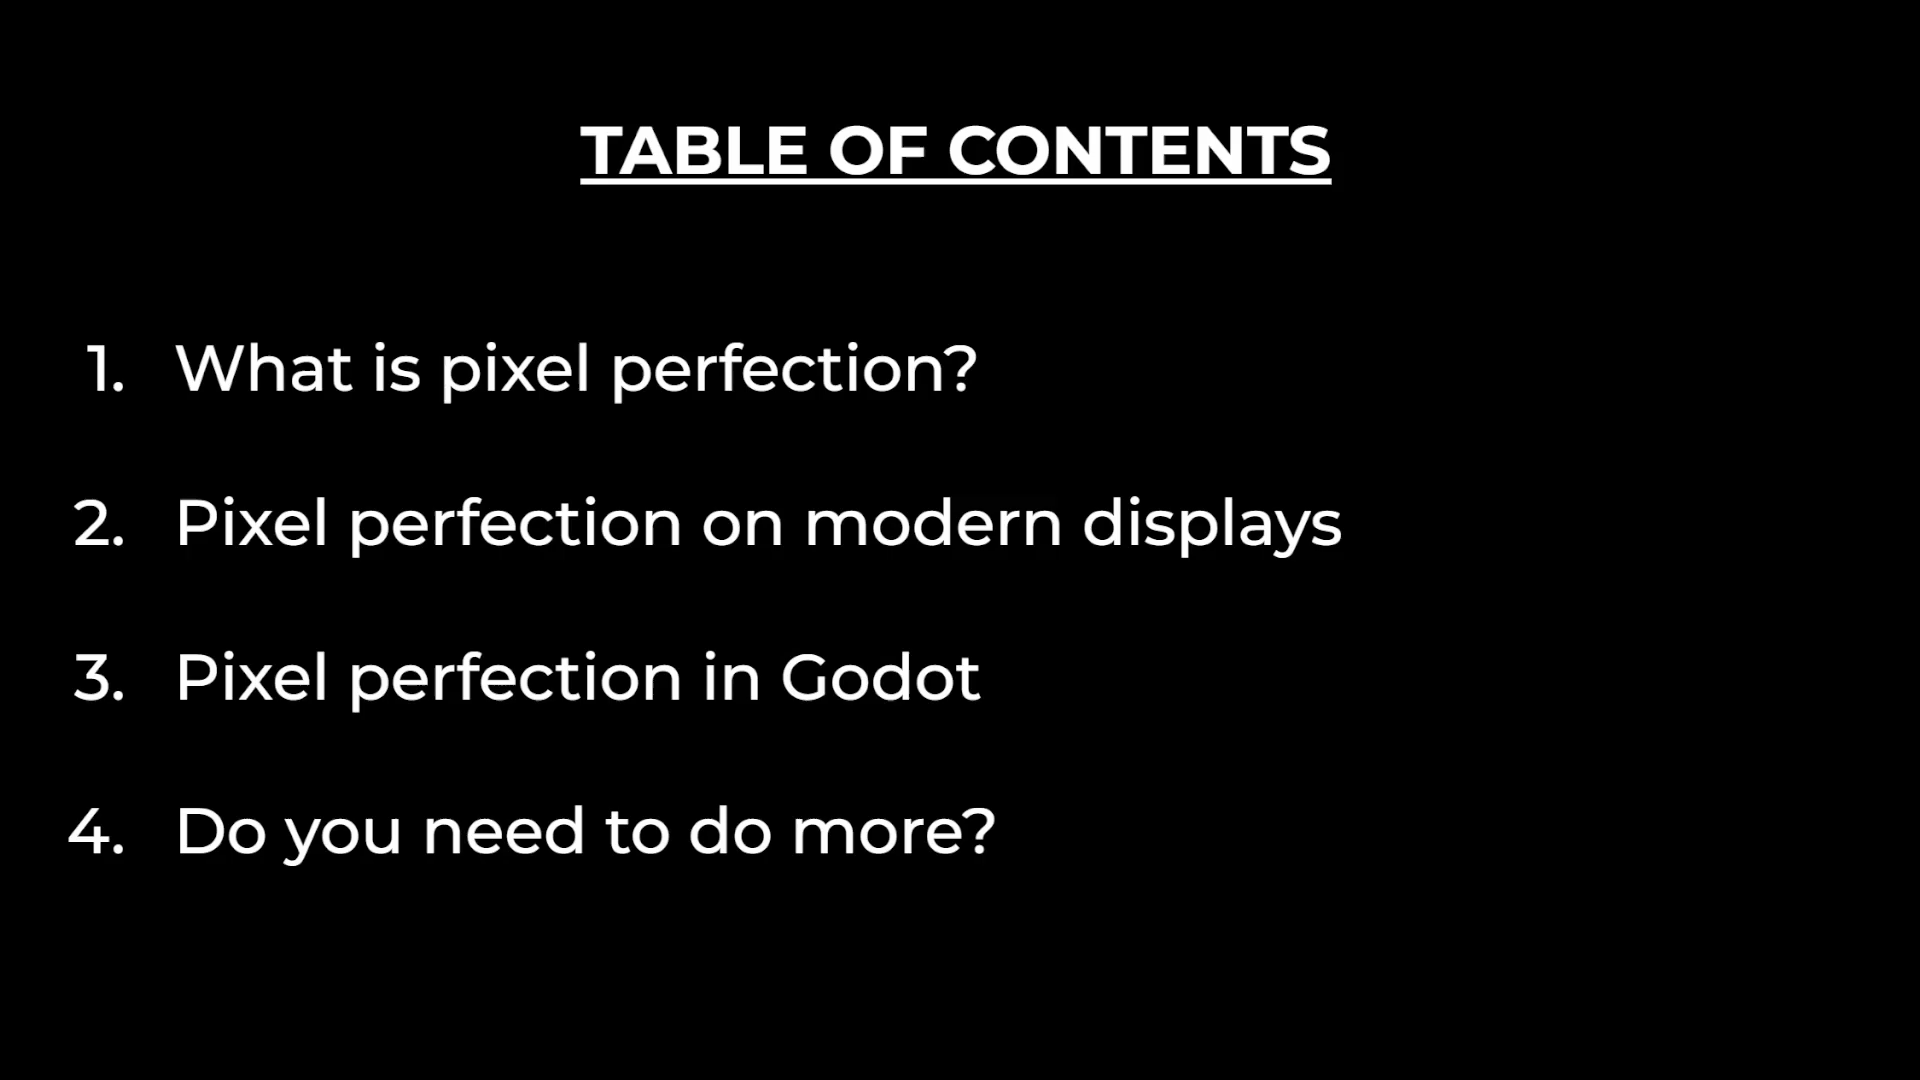 TABLE OF CONTENTS
1. What is pixel perfection?
2. Pixel perfection on modern displays
3. Pixel perfection in Godot
4. Do you need to do more?